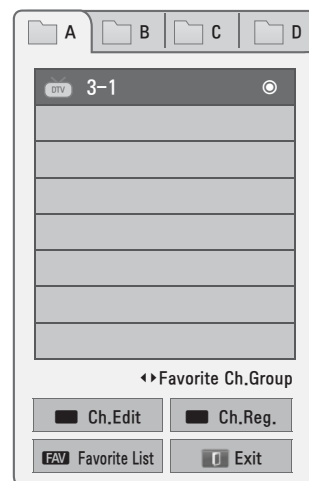 A B C D
DTV 3-1
Favorite Ch.Group
Ch.Edit Ch.Reg.
FAV Favorite List Exit